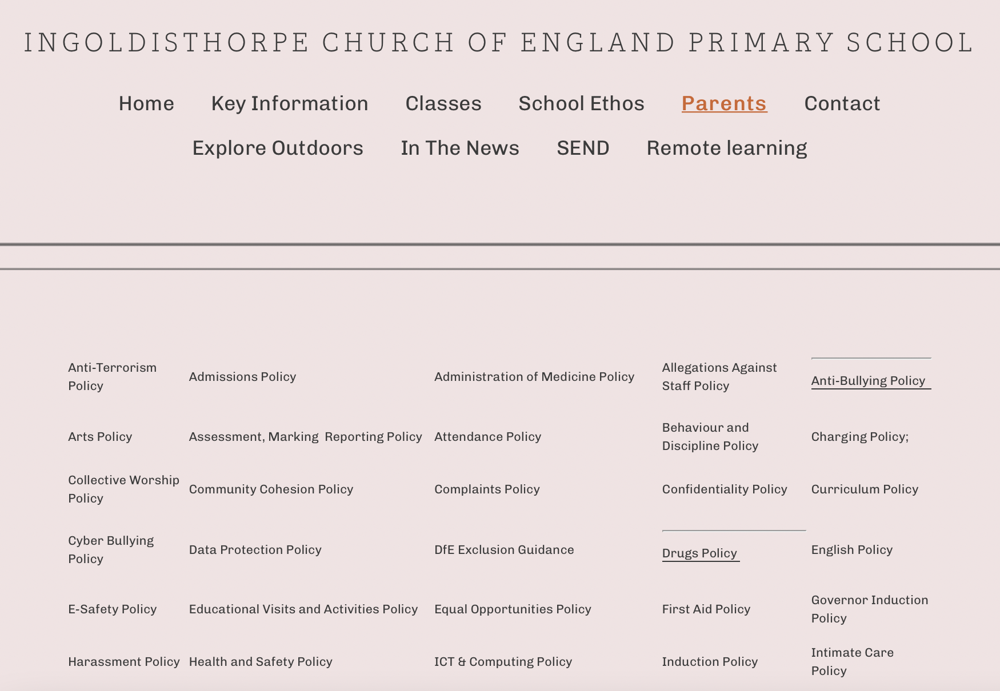 INGOLDISTHORPE CHURCH OF ENGLAND PRIMARY SCHOOL
Home Key Information Classes School Ethos Parents Contact
Explore Outdoors In The News SEND Remote learning
Anti-Terrorism
Policy
Admissions Policy
Administration of Medicine Policy
Allegations Against
Staff Policy
Anti-Bullying Policy
Arts Policy
Assessment, Marking  Reporting Policy
Attendance Policy
Behaviour and
Discipline Policy
Charging Policy;
Collective Worship
Policy
Community Cohesion Policy
Complaints Policy
Confidentiality Policy
Curriculum Policy
Cyber Bullying
Policy
Data Protection Policy
DfE Exclusion Guidance
Drugs Policy
English Policy
E-Safety Policy
Educational Visits and Activities Policy
Equal Opportunities Policy
First Aid Policy
Governor Induction
Policy
Harassment Policy
Health and Safety Policy
ICT & Computing Policy
Induction Policy
Intimate Care
Policy